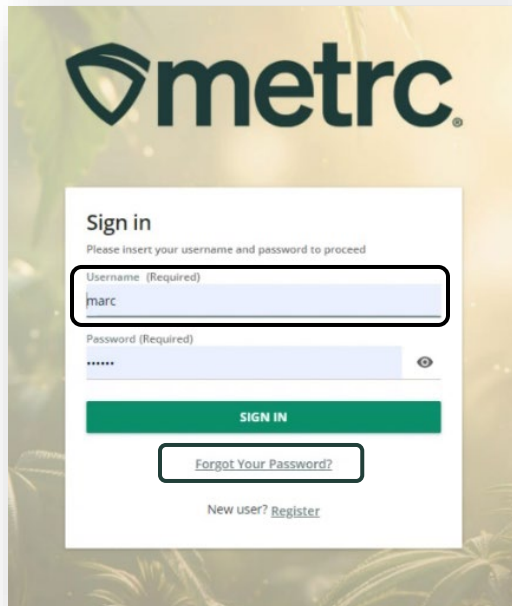 metrc®
Sign in
Please insert your username and password to proceed
Username (Required)
marc
Password (Required)
••••••
SIGN IN
Forgot Your Password?
New user? Register